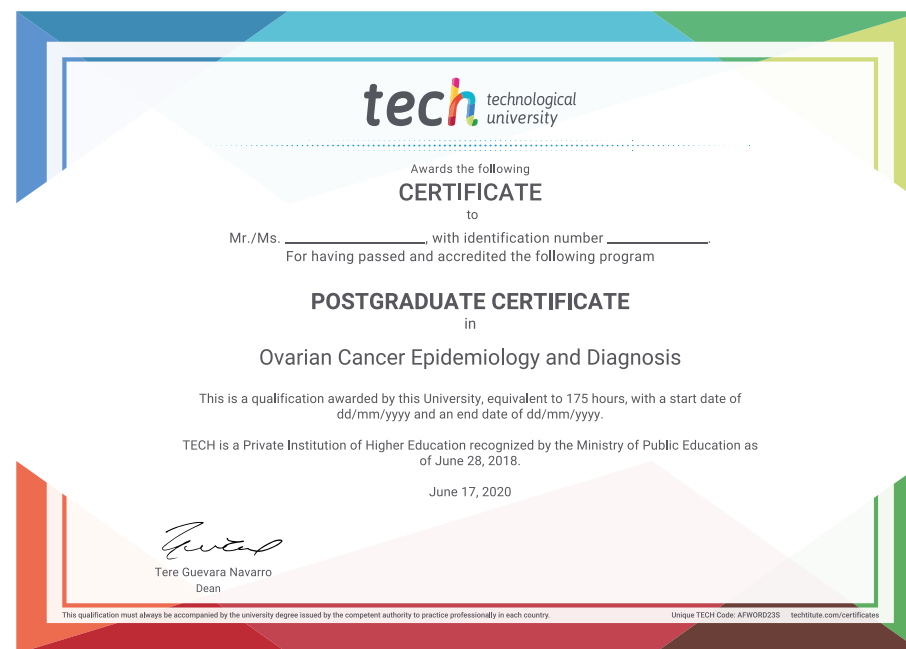 tech technological
university
Awards the following
CERTIFICATE
to
Mr./Ms. ____________________, with identification number ______________.
For having passed and accredited the following program
POSTGRADUATE CERTIFICATE
in
Ovarian Cancer Epidemiology and Diagnosis
This is a qualification awarded by this University, equivalent to 175 hours, with a start date of
dd/mm/yyyy and an end date of dd/mm/yyyy.
TECH is a Private Institution of Higher Education recognized by the Ministry of Public Education as
of June 28, 2018.
June 17, 2020
Tere Guevara Navarro
Dean
This qualification must always be accompanied by the university degree issued by the competent authority to practice professionally in each country. Unique TECH Code: AFWORD23S techtitute.com/certificates